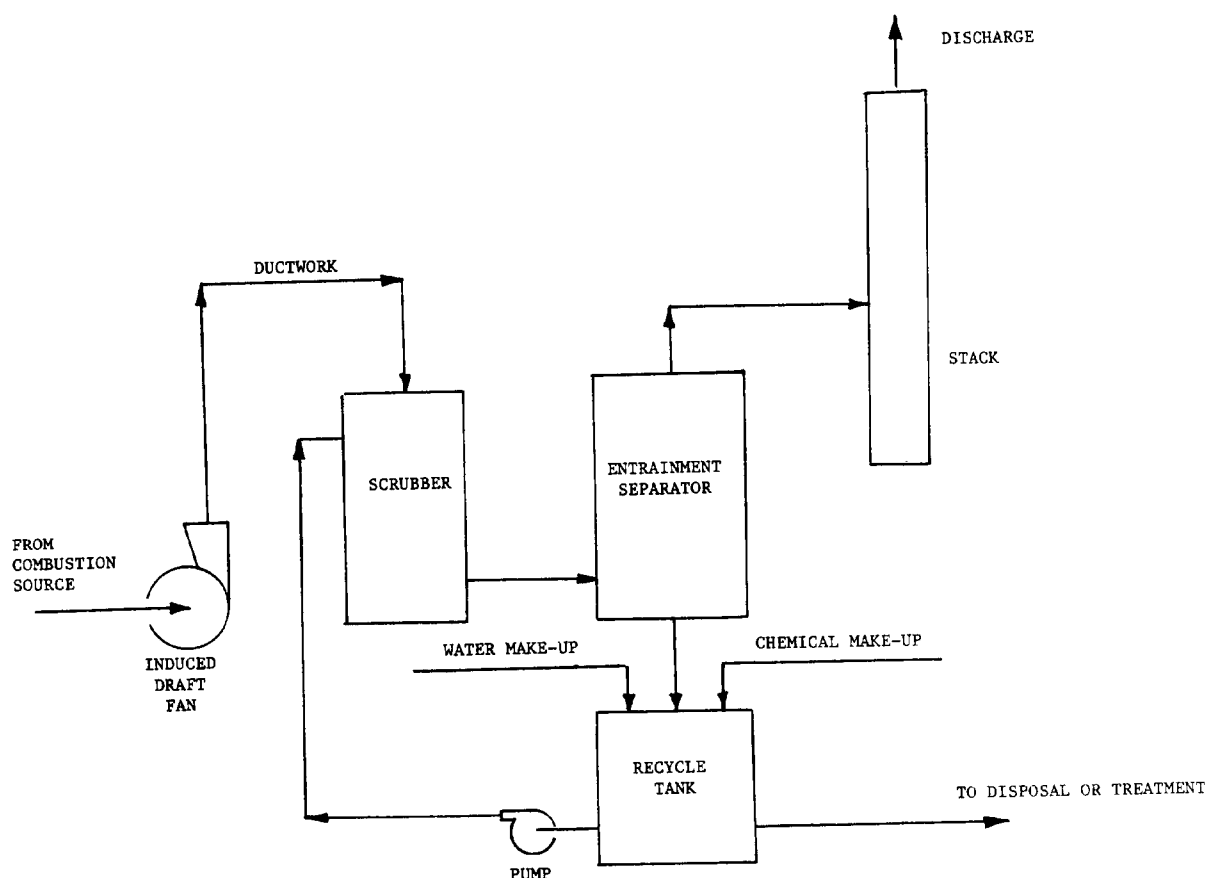 DISCHARGE
DUCTWORK
STACK
SCRUBBER
ENTRAINMENT
SEPARATOR
FROM
COMBUSTION
SOURCE
INDUCED
DRAFT
FAN
WATER MAKE-UP
CHEMICAL MAKE-UP
RECYCLE
TANK
TO DISPOSAL OR TREATMENT
PUMP